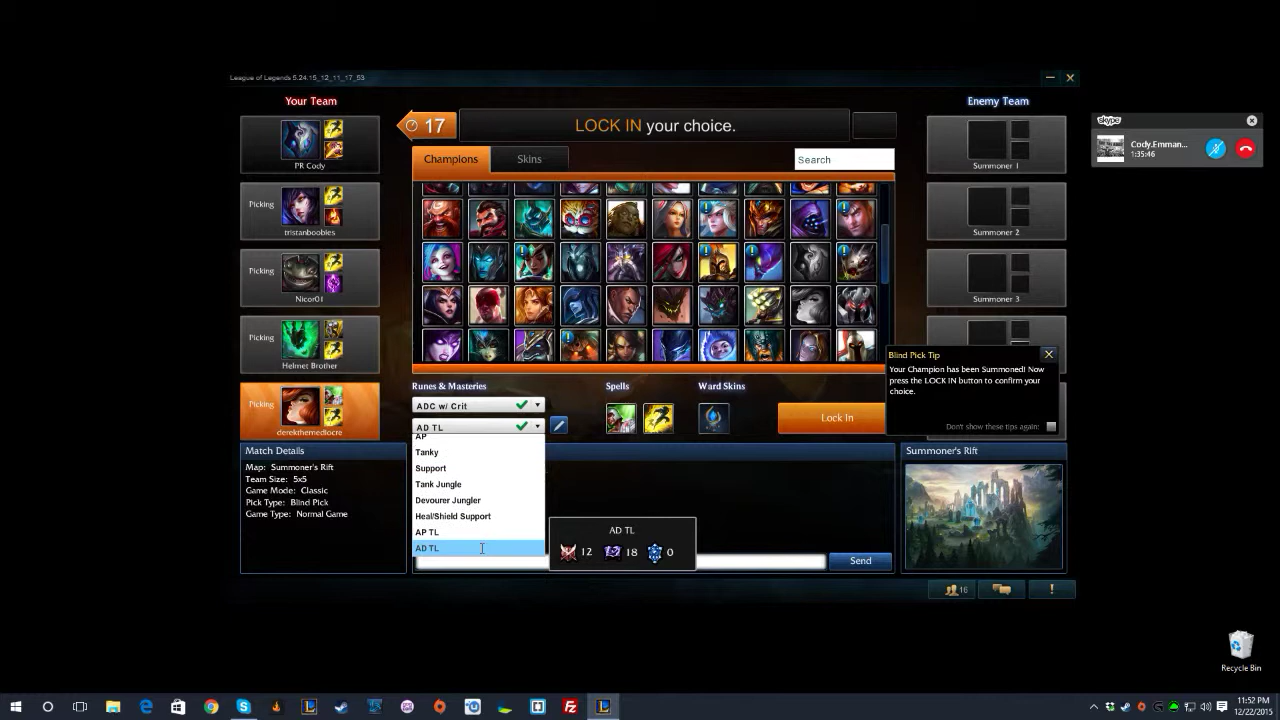 League of Legends 5.24.15_12_11_17_53
Your Team
17
LOCK IN your choice.
Enemy Team
Champions
Skins
Search
PR Cody
Picking
tristanboobles
Picking
Nicor01
Picking
Helmet Brother
Picking
derekthemediocre
Summoner 1
Summoner 2
Summoner 3
skype
Cody.Emman...
1:35:46
Blind Pick Tip
Your Champion has been Summoned! Now
press the LOCK IN button to confirm your
choice.
Don't show these tips again:
Runes & Masteries
Spells
Ward Skins
ADC w/ Crit
AD TL
Lock In
AP
Tanky
Support
Tank Jungle
Devourer Jungler
Heal/Shield Support
AP TL
AD TL
AD TL
12 18 0
Send
Match Details
Map: Summoner's Rift
Team Size: 5x5
Game Mode: Classic
Pick Type: Blind Pick
Game Type: Normal Game
Summoner's Rift
16
Recycle Bin
11:52 PM
12/22/2015